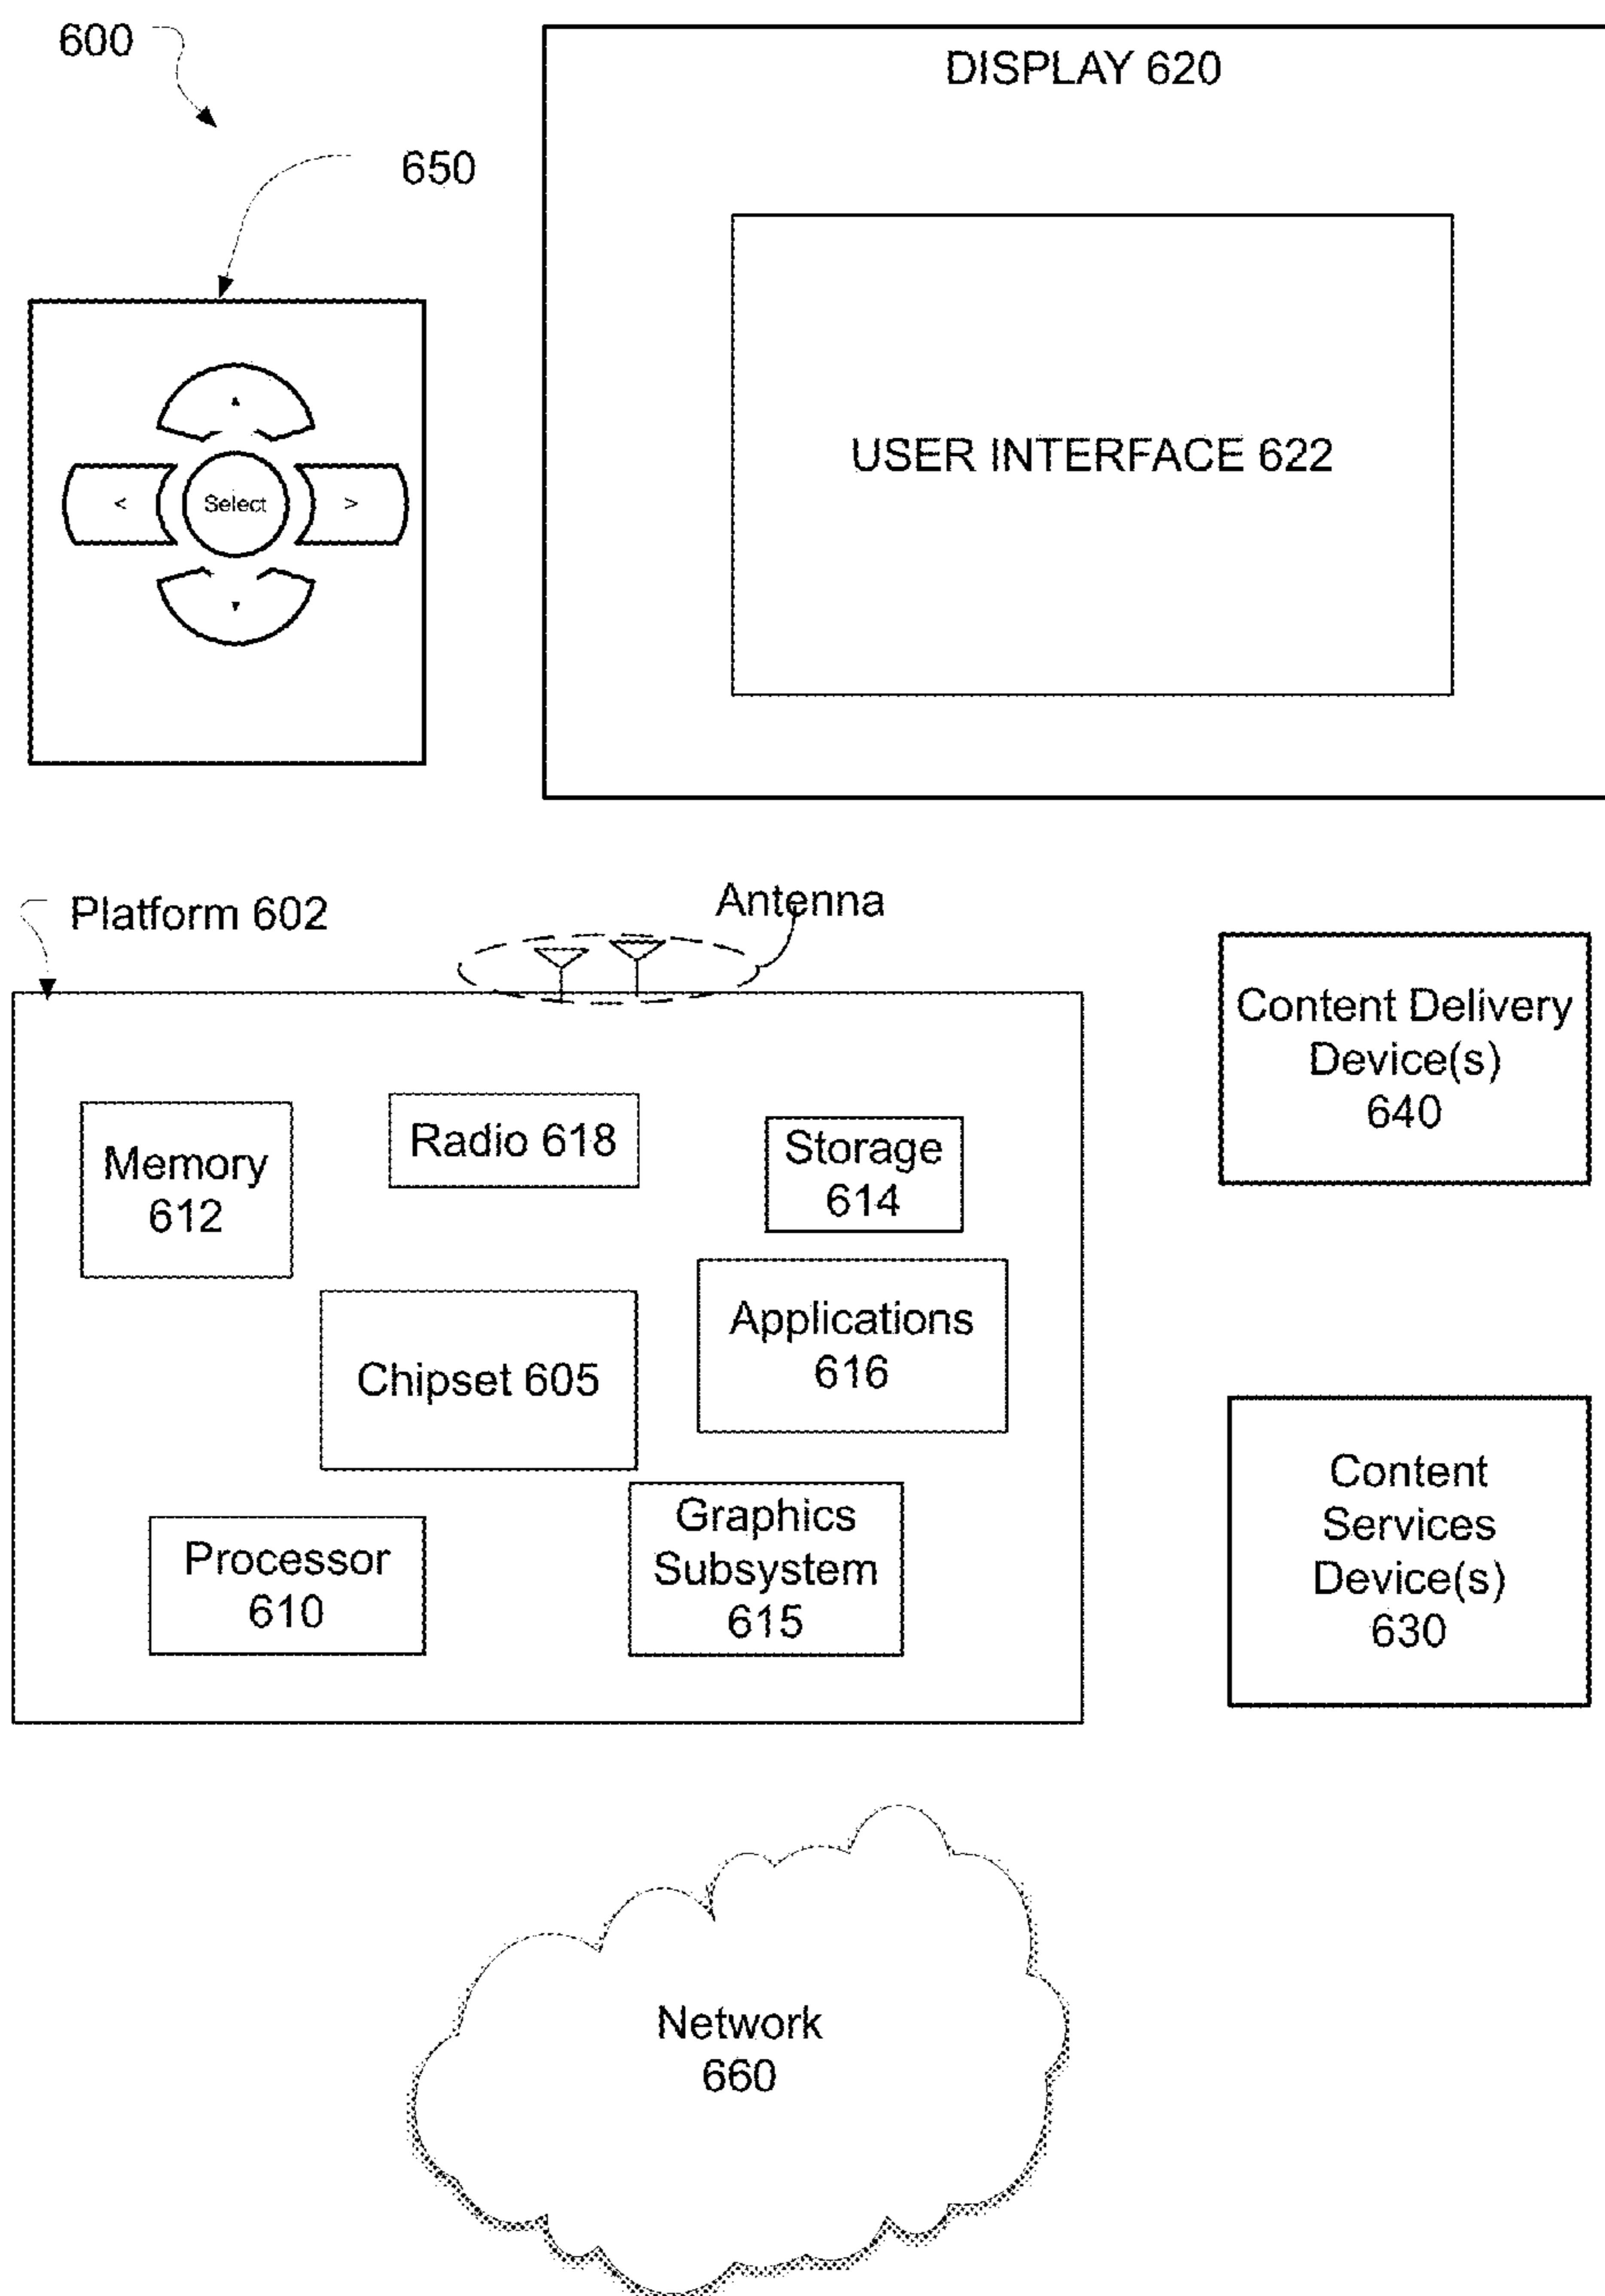 600
650
DISPLAY 620
USER INTERFACE 622
<
Select
>
Platform 602
Antenna
Memory
612
Radio 618
Storage
614
Chipset 605
Applications
616
Processor
610
Graphics
Subsystem
615
Content Delivery
Device(s)
640
Content
Services
Device(s)
630
Network
660